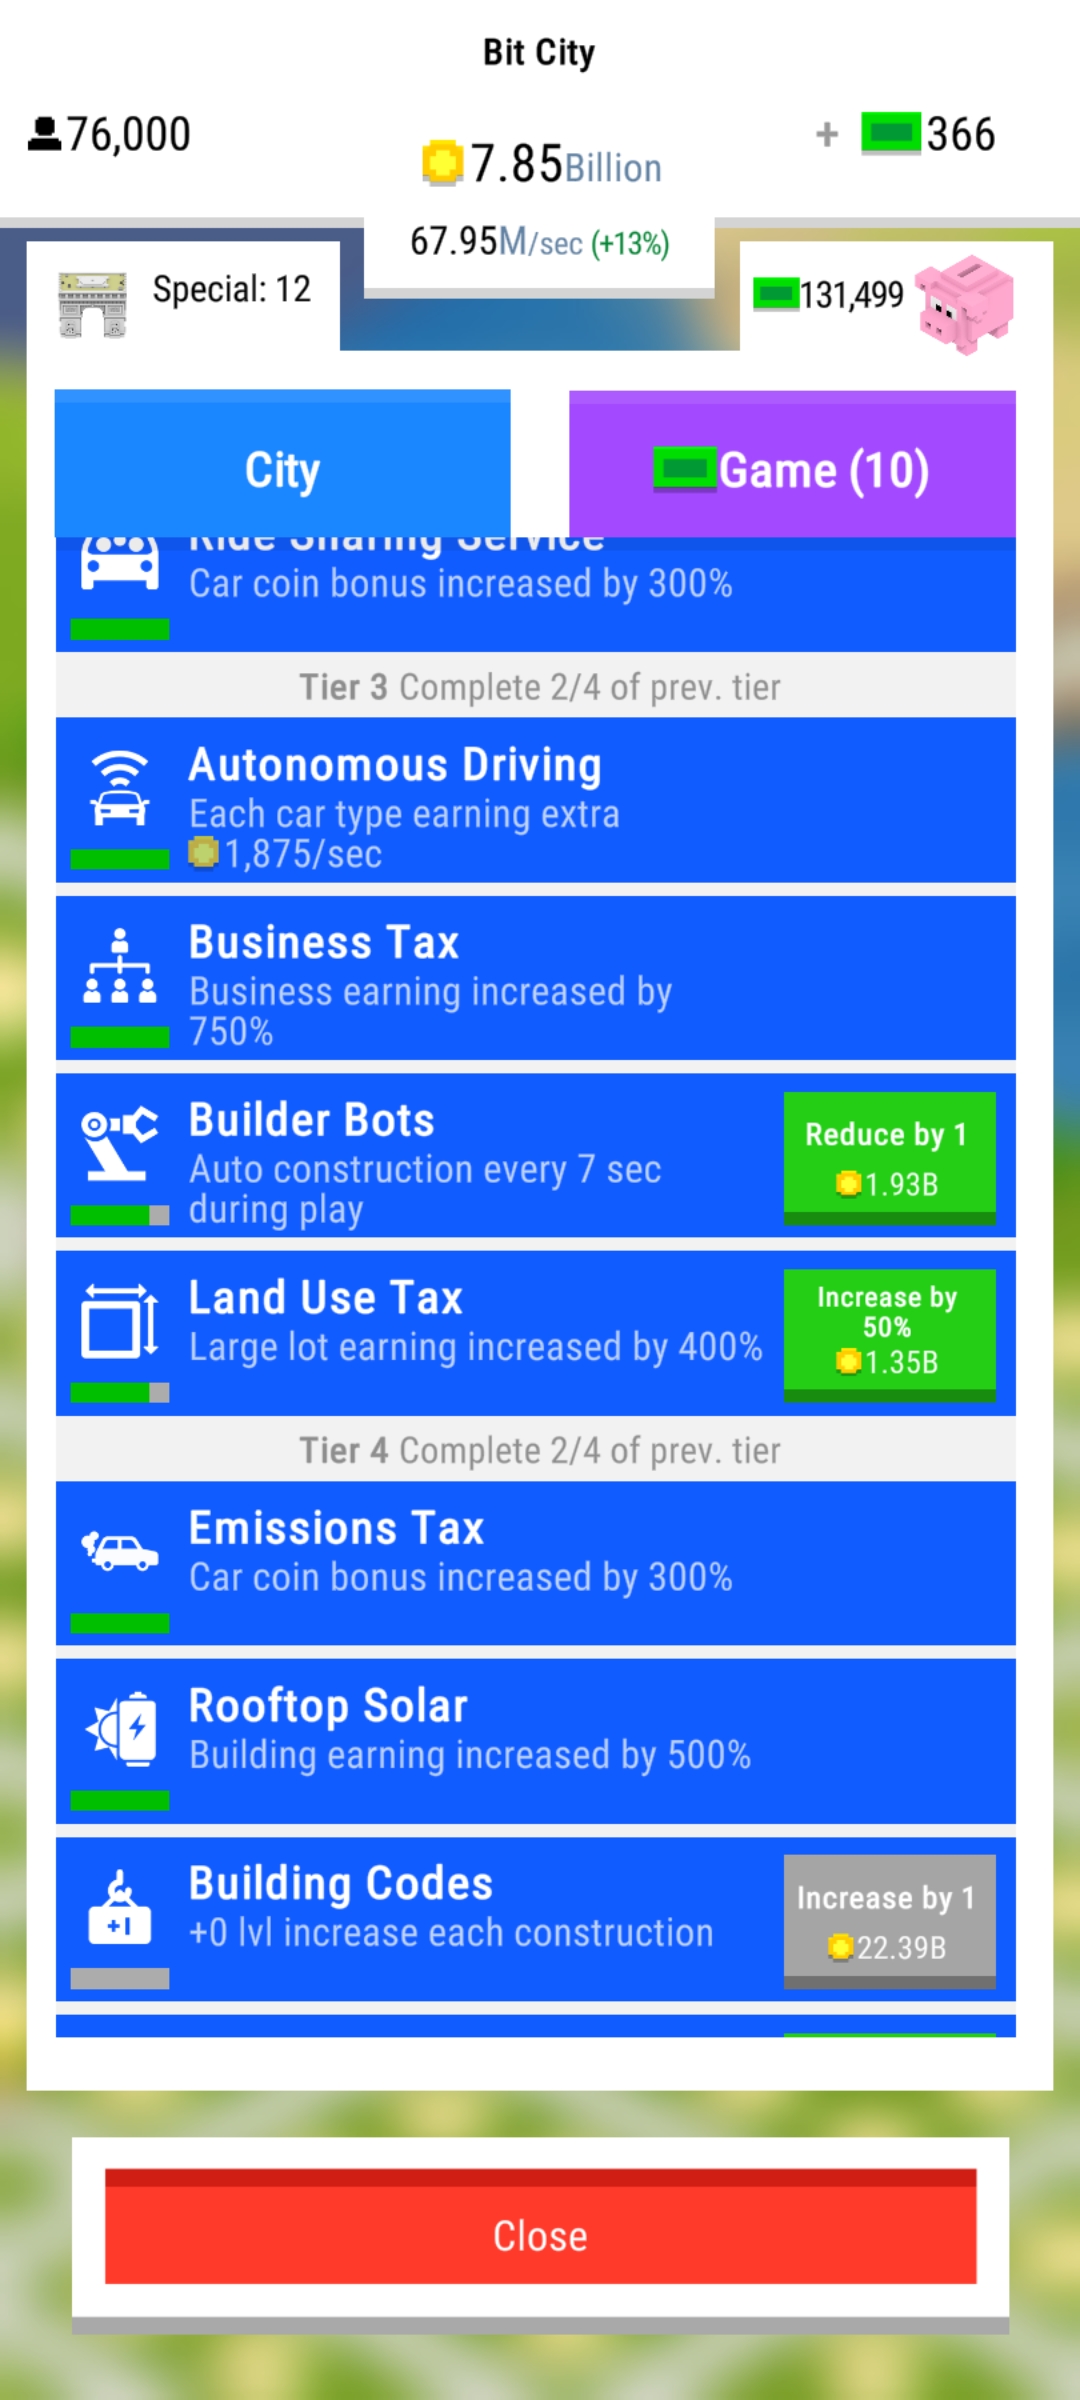 Bit City
76,000
7.85Billion
+ 366
67.95M/sec (+13%)
Special: 12
131,499
City
Game (10)
Ride Sharing Service
Car coin bonus increased by 300%
Tier 3 Complete 2/4 of prev. tier
Autonomous Driving
Each car type earning extra
1,875/sec
Business Tax
Business earning increased by
750%
Builder Bots
Auto construction every 7 sec
during play
Reduce by 1
1.93B
Land Use Tax
Large lot earning increased by 400%
Increase by
50%
1.35B
Tier 4 Complete 2/4 of prev. tier
Emissions Tax
Car coin bonus increased by 300%
Rooftop Solar
Building earning increased by 500%
Building Codes
+0 lvl increase each construction
+1
Increase by 1
22.39B
Close